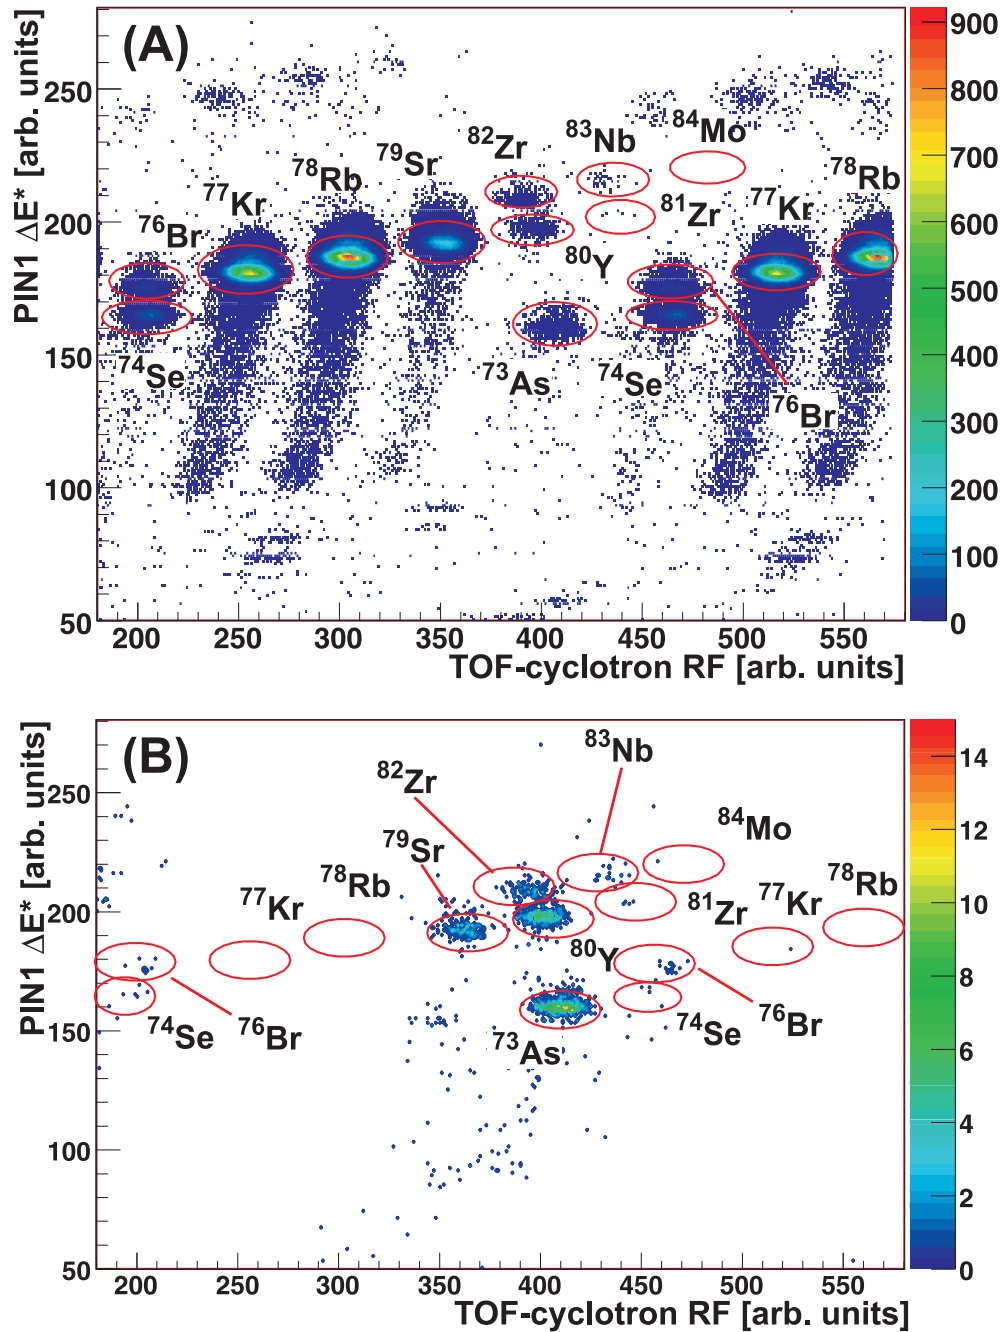 (A)
PIN1 ΔE* [arb. units]
250
200
150
100
50
200 250 300 350 400 450 500 550
TOF-cyclotron RF [arb. units]
⁷⁶Br
⁷⁷Kr
⁷⁸Rb
⁷⁹Sr
⁸²Zr
⁸³Nb
⁸⁴Mo
⁸¹Zr
⁸⁰Y
⁷⁷Kr
⁷⁸Rb
⁷⁴Se
⁷³As
⁷⁴Se
⁷⁶Br
900
800
700
600
500
400
300
200
100
0
(B)
PIN1 ΔE* [arb. units]
250
200
150
100
50
200 250 300 350 400 450 500 550
TOF-cyclotron RF [arb. units]
⁸³Nb
⁸²Zr
⁷⁹Sr
⁸⁴Mo
⁷⁸Rb
⁷⁷Kr
⁸¹Zr
⁷⁷Kr
⁷⁸Rb
⁸⁰Y
⁷⁴Se
⁷⁶Br
⁷³As
⁷⁴Se
⁷⁶Br
14
12
10
8
6
4
2
0